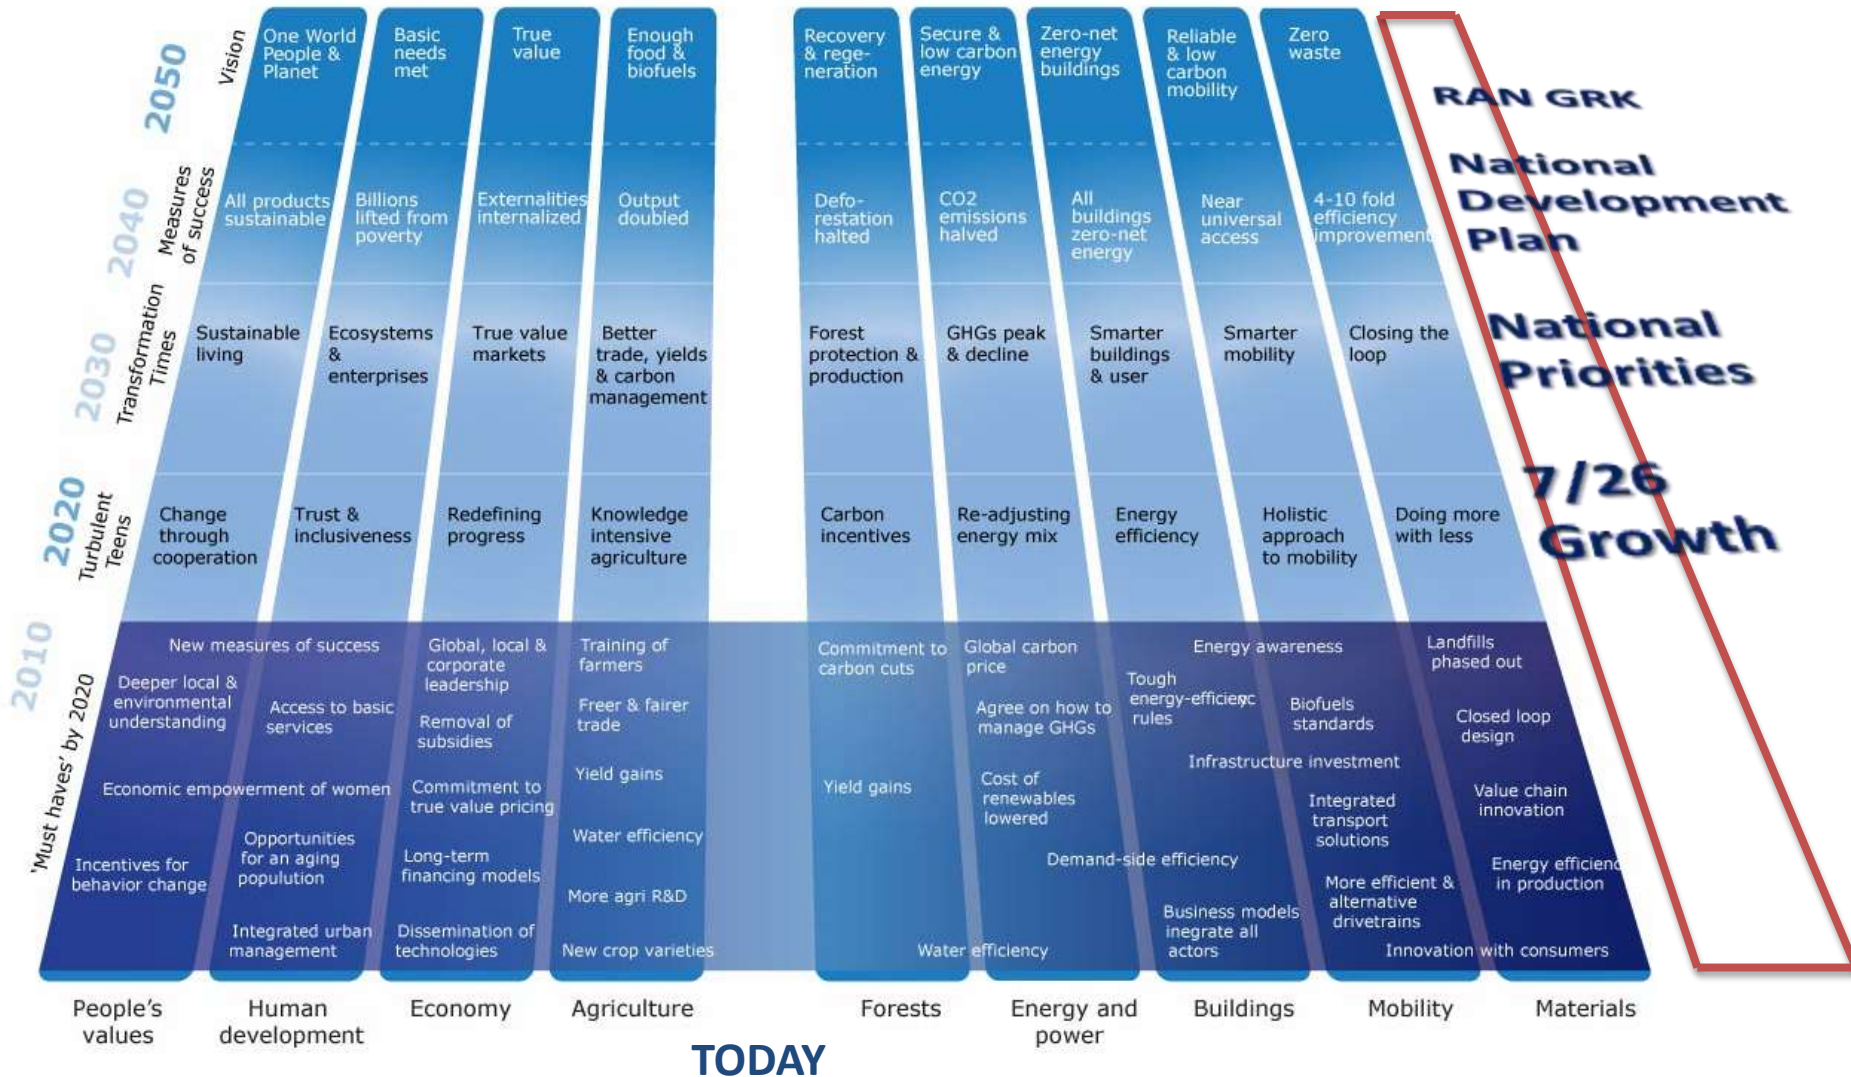 2050
Vision
One World
People &
Planet
Basic
needs
met
True
value
Enough
food &
biofuels
Recovery
& rege-
neration
Secure &
low carbon
energy
Zero-net
energy
buildings
Reliable
& low
carbon
mobility
Zero
waste
RAN GRK
2040
Measures
of success
All products
sustainable
Billions
lifted from
poverty
Externalities
internalized
Output
doubled
Defo-
restation
halted
CO2
emissions
halved
All
buildings
zero-net
energy
Near
universal
access
4-10 fold
efficiency
improvement
National
Development
Plan
2030
Transformation
Times
Sustainable
living
Ecosystems
&
enterprises
True value
markets
Better
trade, yields
& carbon
management
Forest
protection &
production
GHGs peak
& decline
Smarter
buildings
& user
Smarter
mobility
Closing the
loop
National
Priorities
2020
Turbulent
Teens
Change
through
cooperation
Trust &
inclusiveness
Redefining
progress
Knowledge
intensive
agriculture
Carbon
incentives
Re-adjusting
energy mix
Energy
efficiency
Holistic
approach
to mobility
Doing more
with less
7/26
Growth
2010
'Must haves' by 2020
New measures of success
Deeper local &
environmental
understanding
Access to basic
services
Economic empowerment of women
Opportunities
for an aging
populution
Incentives for
behavior change
Integrated urban
management
Global, local &
corporate
leadership
Removal of
subsidies
Commitment to
true value pricing
Long-term
financing models
Dissemination of
technologies
Training of
farmers
Freer & fairer
trade
Yield gains
Water efficiency
More agri R&D
New crop varieties
Commitment to
carbon cuts
Yield gains
Water efficiency
Global carbon
price
Agree on how to
manage GHGs
Cost of
renewables
lowered
Demand-side efficiency
Energy awareness
Tough
energy-efficienyc
rules
Biofuels
standards
Infrastructure investment
Integrated
transport
solutions
More efficient &
alternative
drivetrains
Business models
inegrate all
actors
Landfills
phased out
Closed loop
design
Value chain
innovation
Energy efficienc
in production
Innovation with consumers
People's
values
Human
development
Economy
Agriculture
Forests
Energy and
power
Buildings
Mobility
Materials
TODAY